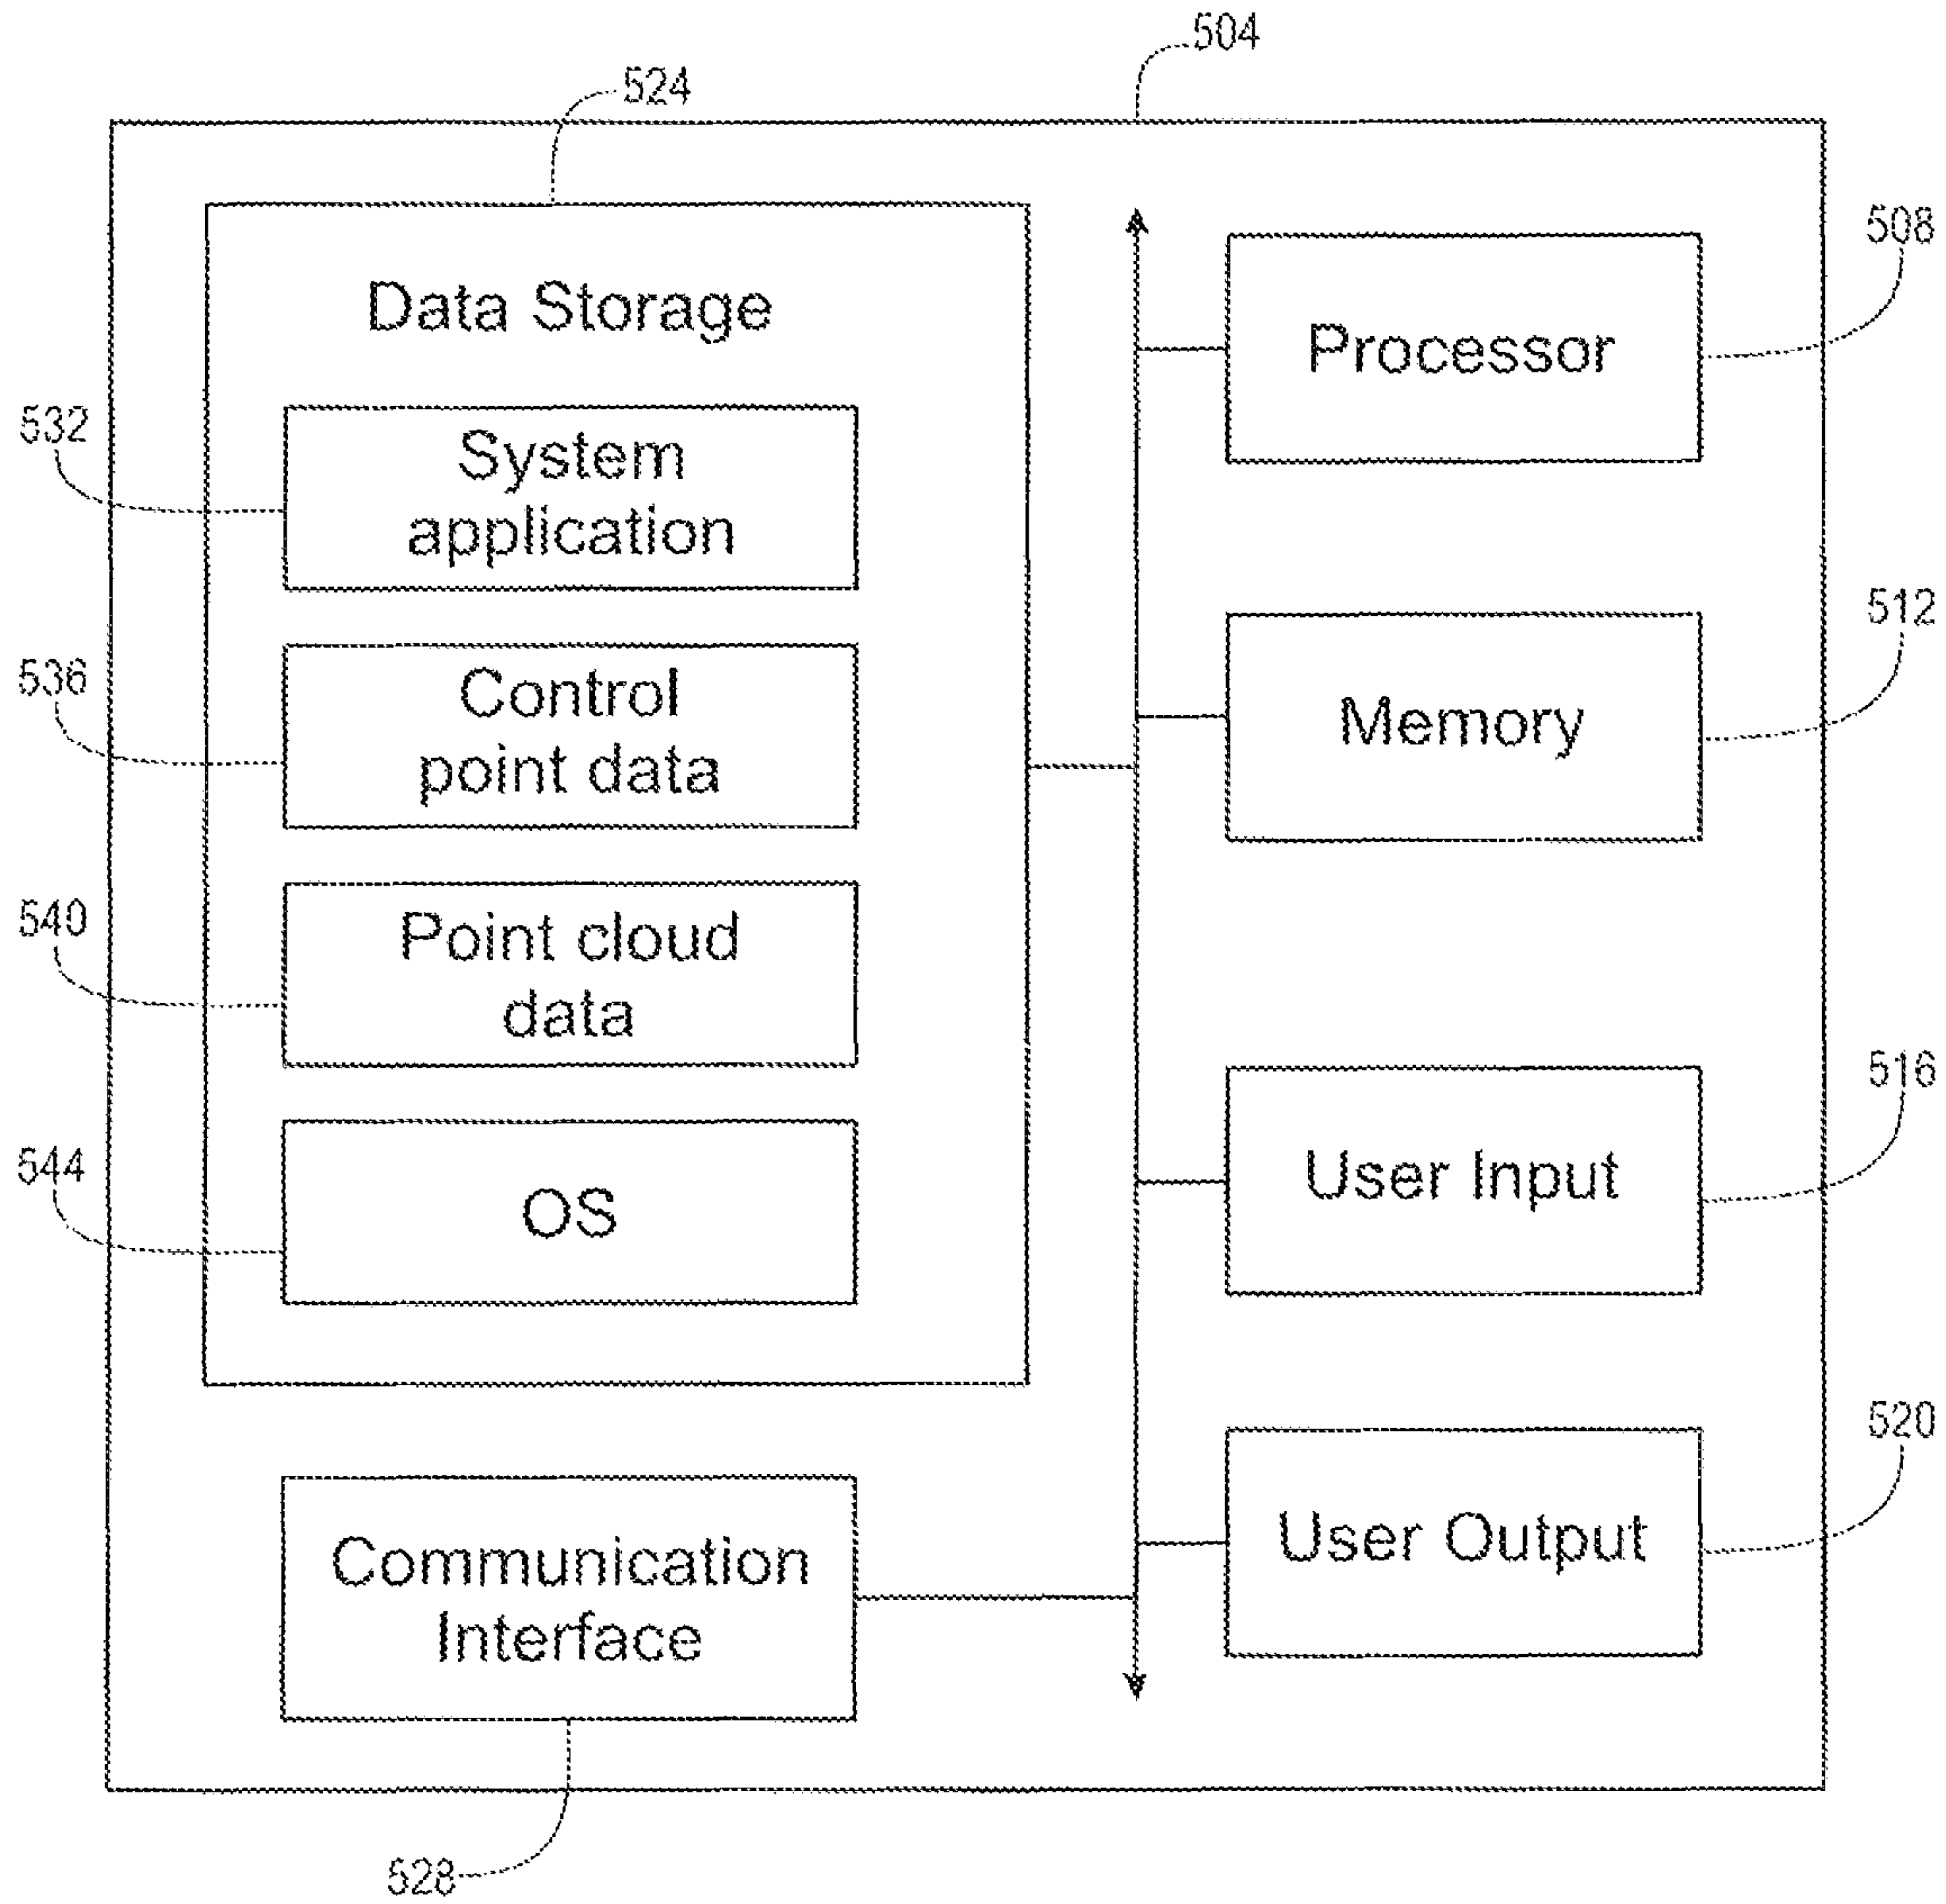 504
524
508
Data Storage
Processor
532
System
application
512
536
Control
point data
Memory
540
Point cloud
data
516
544
OS
User Input
520
Communication
Interface
User Output
528